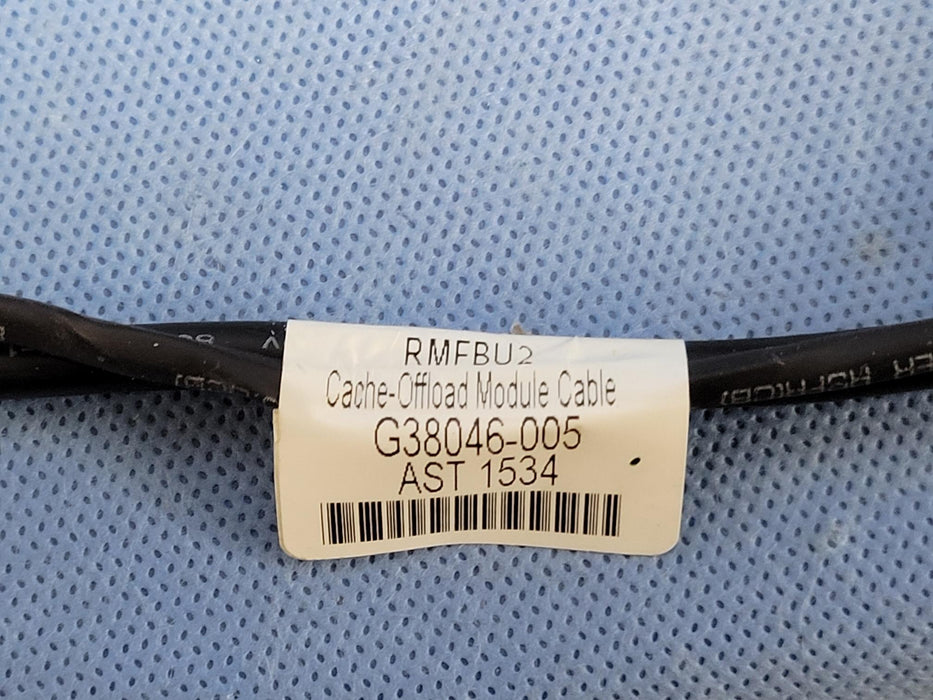 RMFBU2
Cache-Offload Module Cable
G38046-005
AST 1534